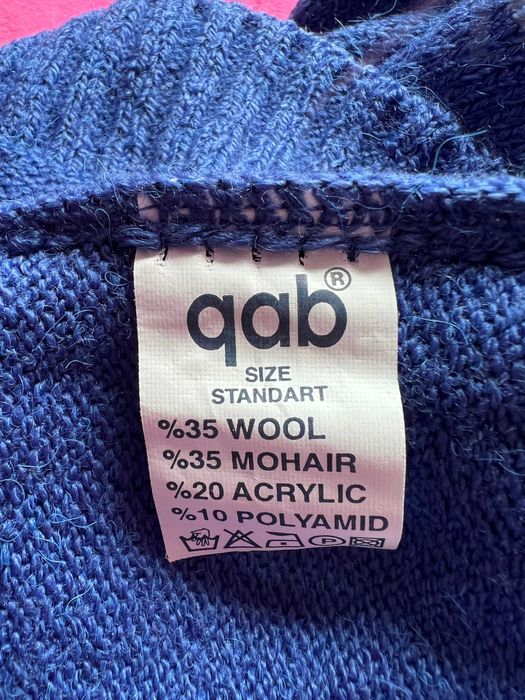 qab®
SIZE
STANDART
%35 WOOL
%35 MOHAIR
%20 ACRYLIC
%10 POLYAMID
P